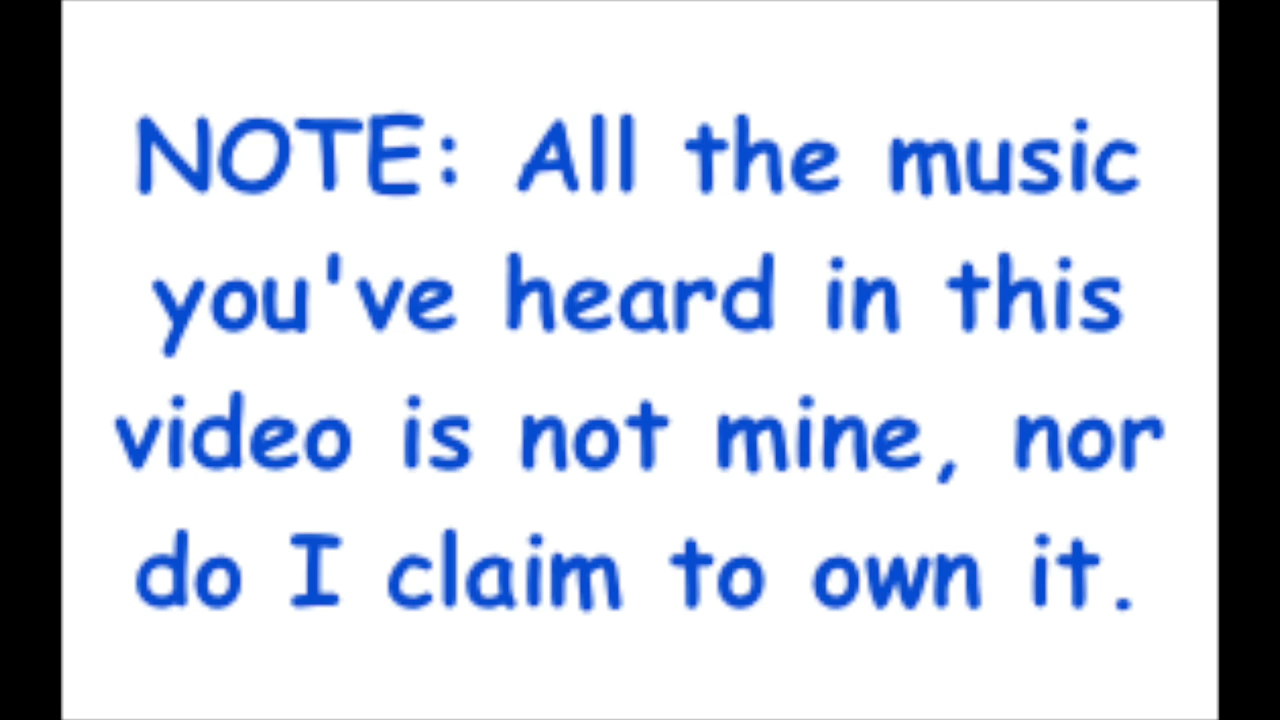 NOTE: All the music
you've heard in this
video is not mine, nor
do I claim to own it.